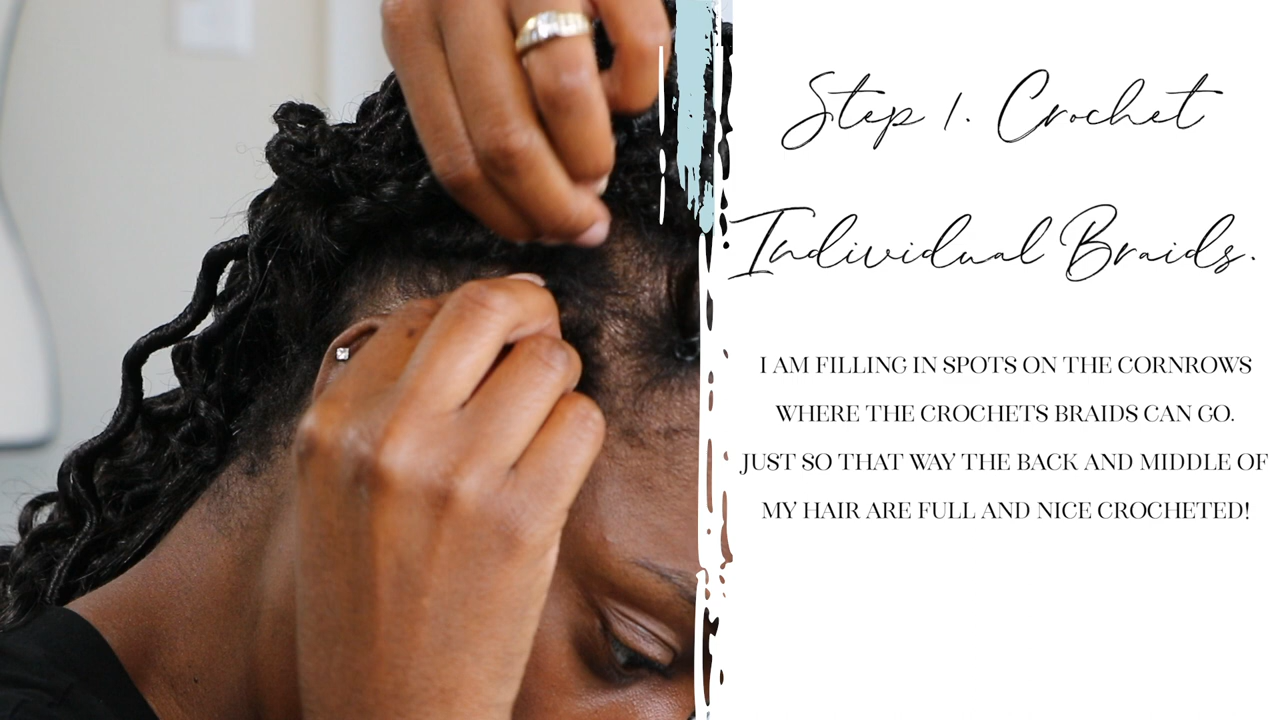 Step 1. Crochet
Individual Braids.
I AM FILLING IN SPOTS ON THE CORNROWS
WHERE THE CROCHETS BRAIDS CAN GO.
JUST SO THAT WAY THE BACK AND MIDDLE OF
MY HAIR ARE FULL AND NICE CROCHETED!